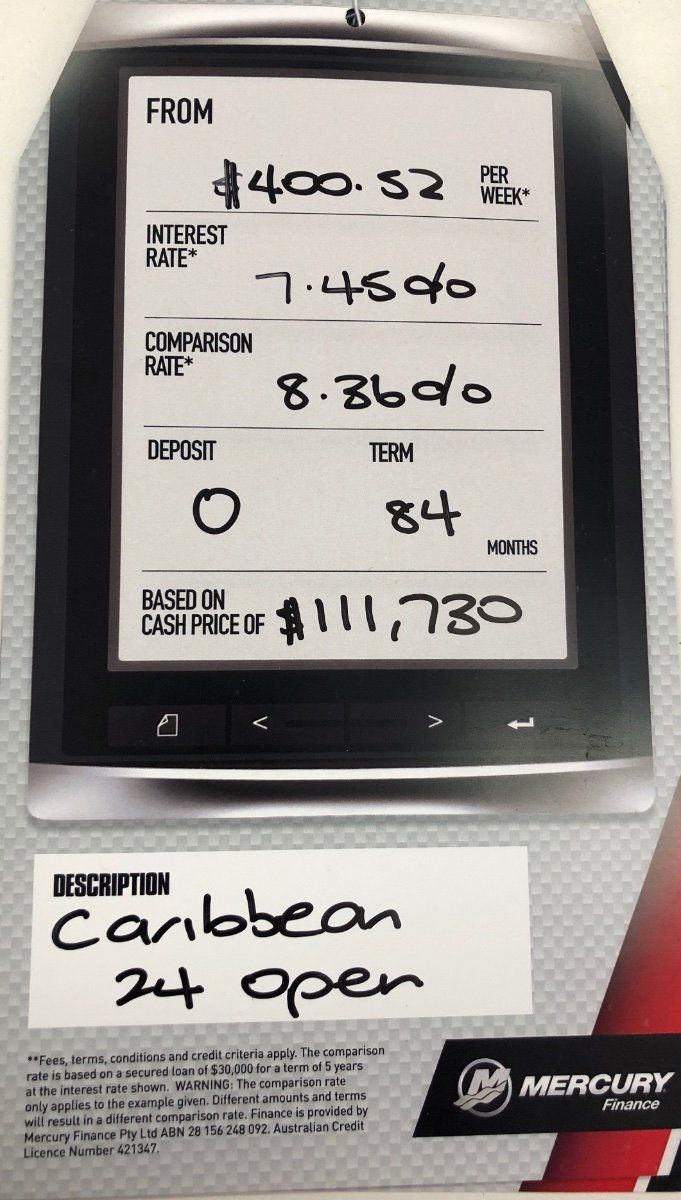 FROM
$400.52 PER
WEEK*
INTEREST
RATE*
7.45%
COMPARISON
RATE*
8.36%
DEPOSIT TERM
0 84
MONTHS
BASED ON
CASH PRICE OF $111,730
< >
DESCRIPTION
Caribbean
24 open
**Fees, terms, conditions and credit criteria apply. The comparison
rate is based on a secured loan of $30,000 for a term of 5 years
at the interest rate shown. WARNING: The comparison rate
only applies to the example given. Different amounts and terms
will result in a different comparison rate. Finance is provided by
Mercury Finance Pty Ltd ABN 28 156 248 092. Australian Credit
Licence Number 421347.
MERCURY
Finance